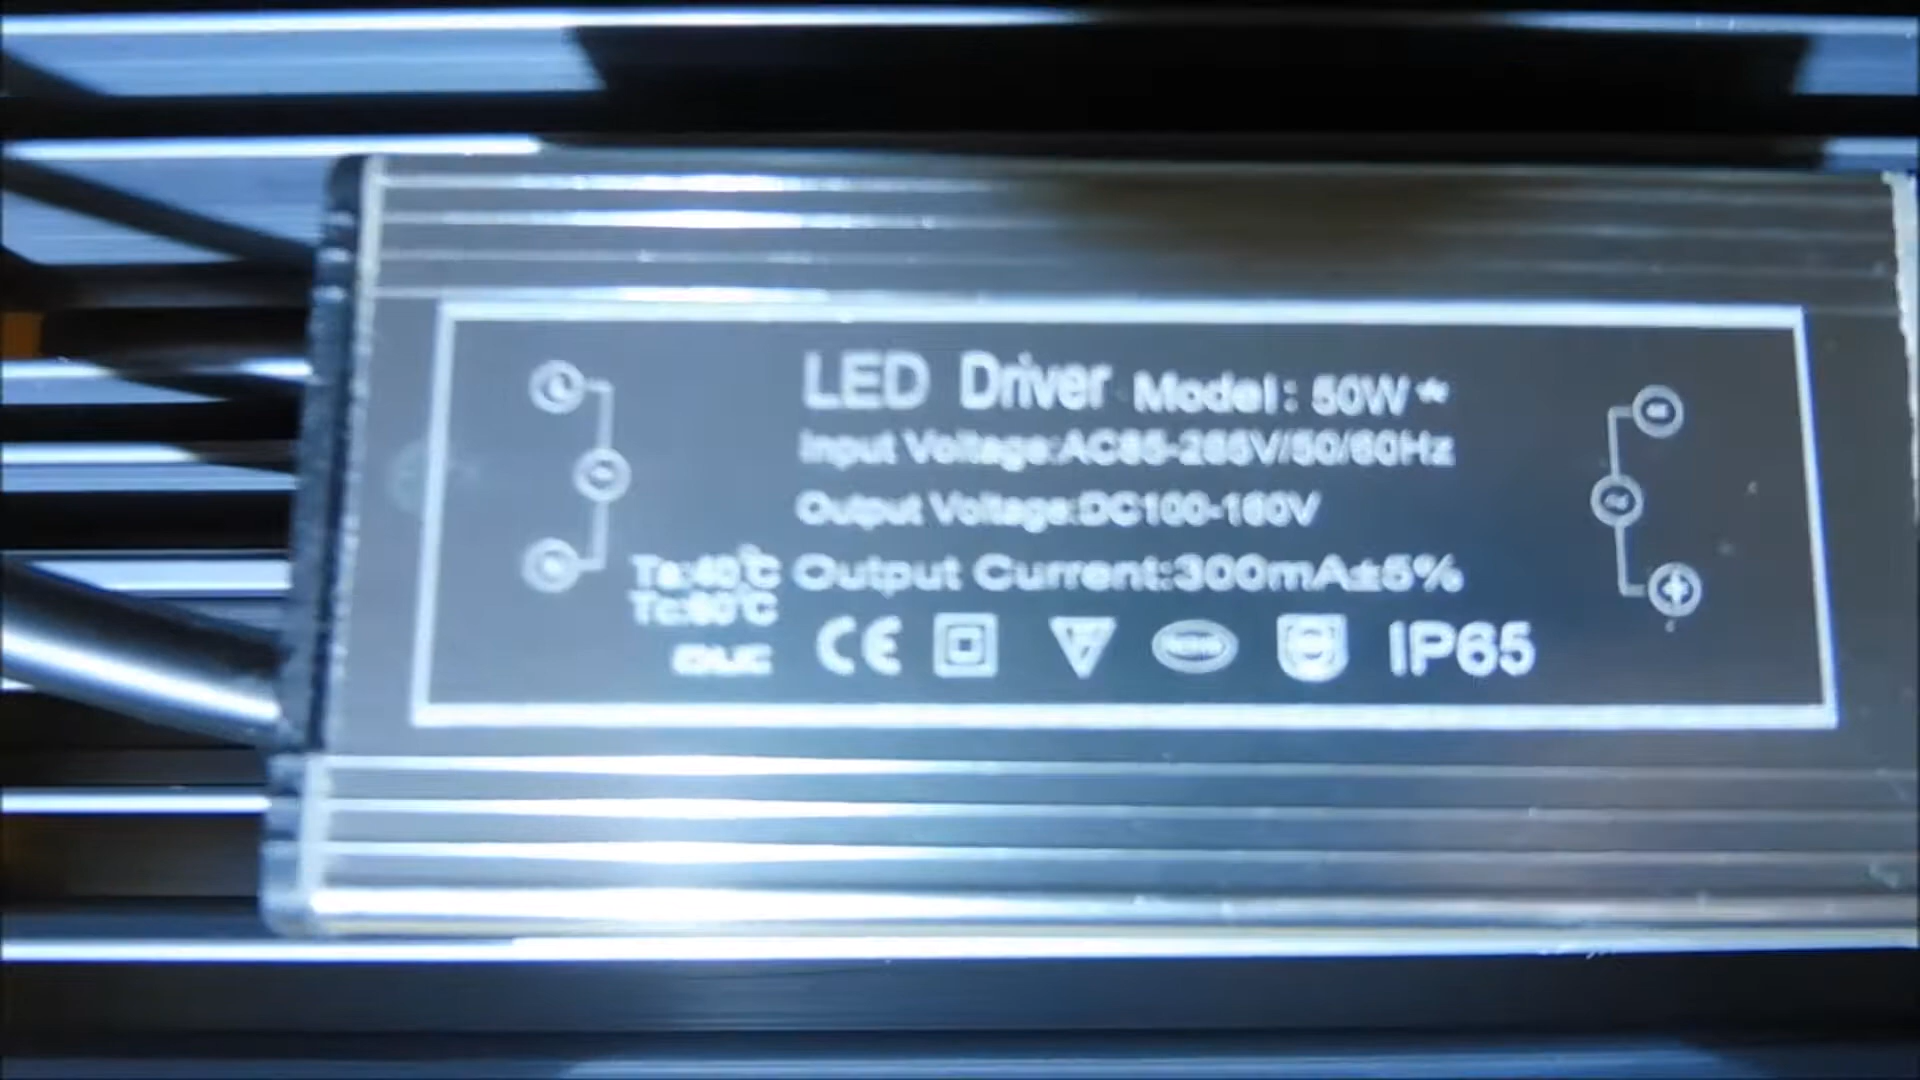 LED Driver Model: 50W*
Input Voltage:AC85-265V/50/60Hz
Output Voltage:DC100-160V
Ta:40℃ Output Current:300mA±5%
Tc:80℃
CE IP65